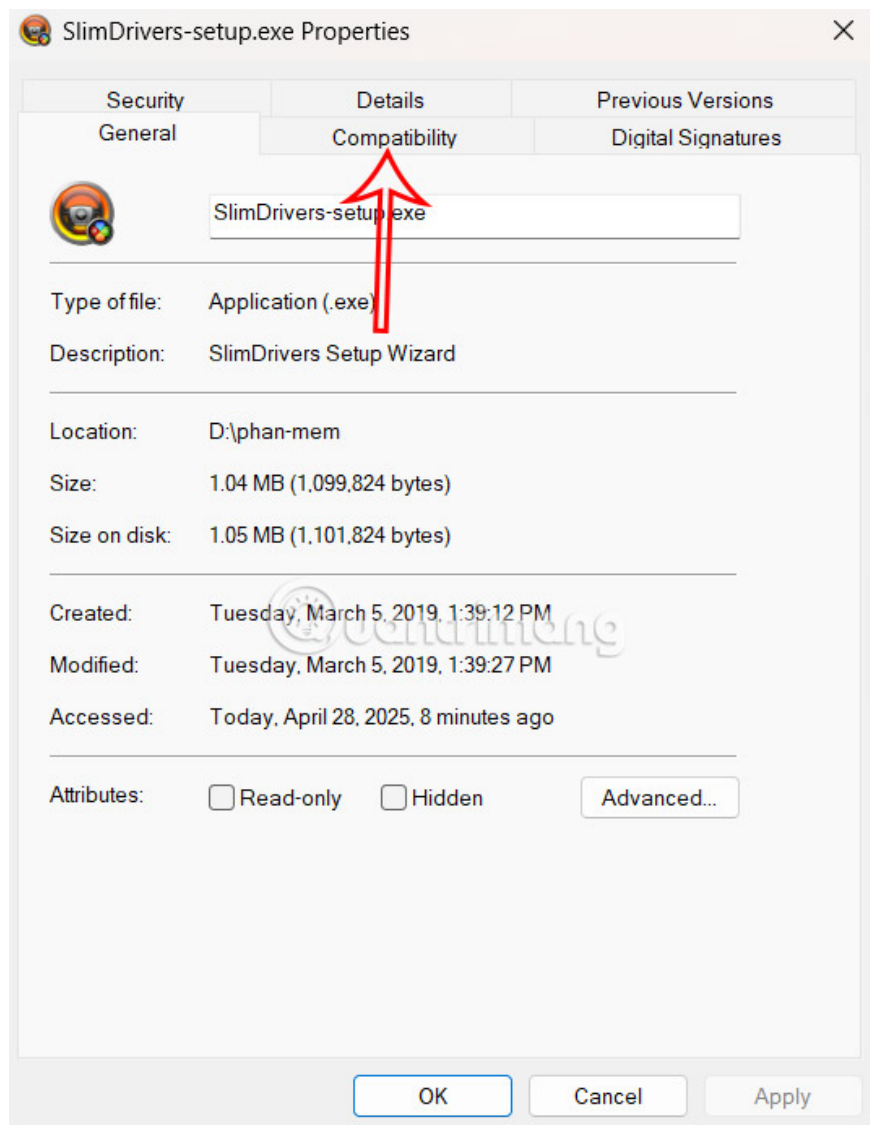 SlimDrivers-setup.exe Properties
Security Details Previous Versions
General Compatibility Digital Signatures
SlimDrivers-setup.exe
Type of file: Application (.exe)
Description: SlimDrivers Setup Wizard
Location: D:\phan-mem
Size: 1.04 MB (1,099,824 bytes)
Size on disk: 1.05 MB (1,101,824 bytes)
Created: Tuesday, March 5, 2019, 1:39:12 PM
Quantrimang
Modified: Tuesday, March 5, 2019, 1:39:27 PM
Accessed: Today, April 28, 2025, 8 minutes ago
Attributes: Read-only Hidden Advanced...
OK Cancel Apply